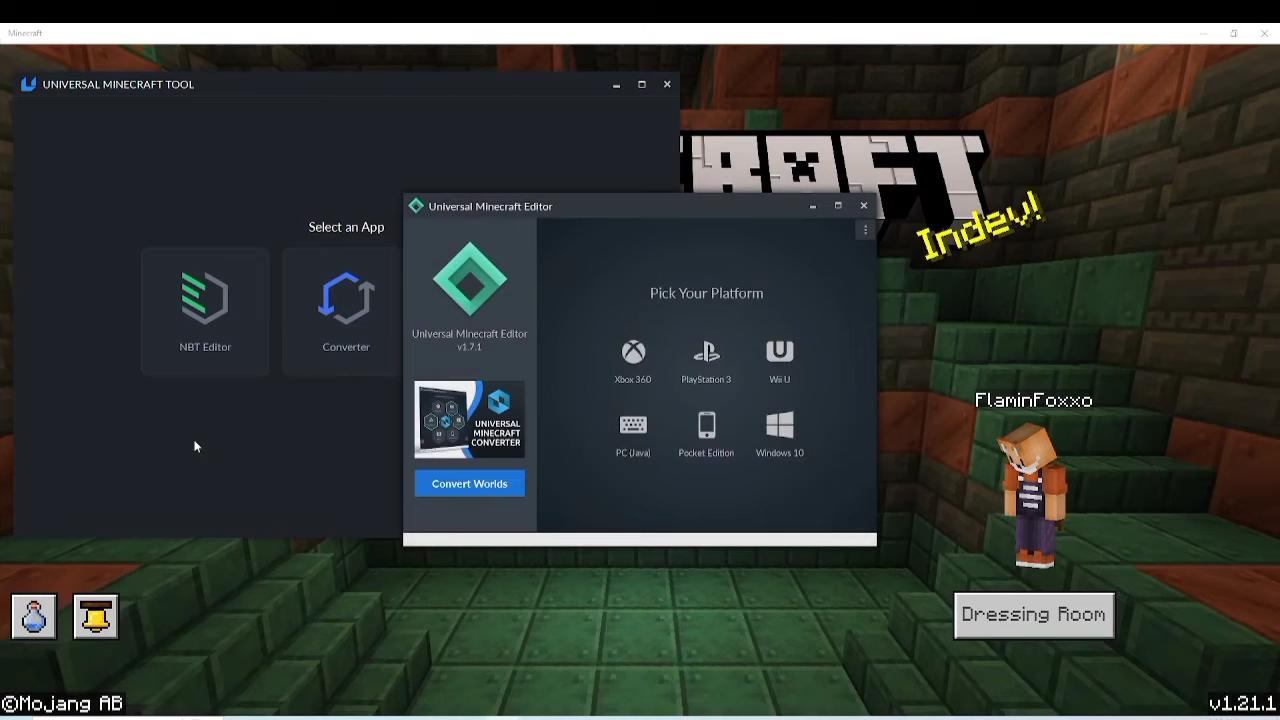 Minecraft
UNIVERSAL MINECRAFT TOOL
Select an App
NBT Editor
Converter
Universal Minecraft Editor
Universal Minecraft Editor
v1.7.1
UNIVERSAL
MINECRAFT
CONVERTER
Convert Worlds
Pick Your Platform
Xbox 360
PlayStation 3
Wii U
PC (Java)
Pocket Edition
Windows 10
RAFT
Indev!
FlaminFoxxo
Dressing Room
©Mojang AB
v1.21.1